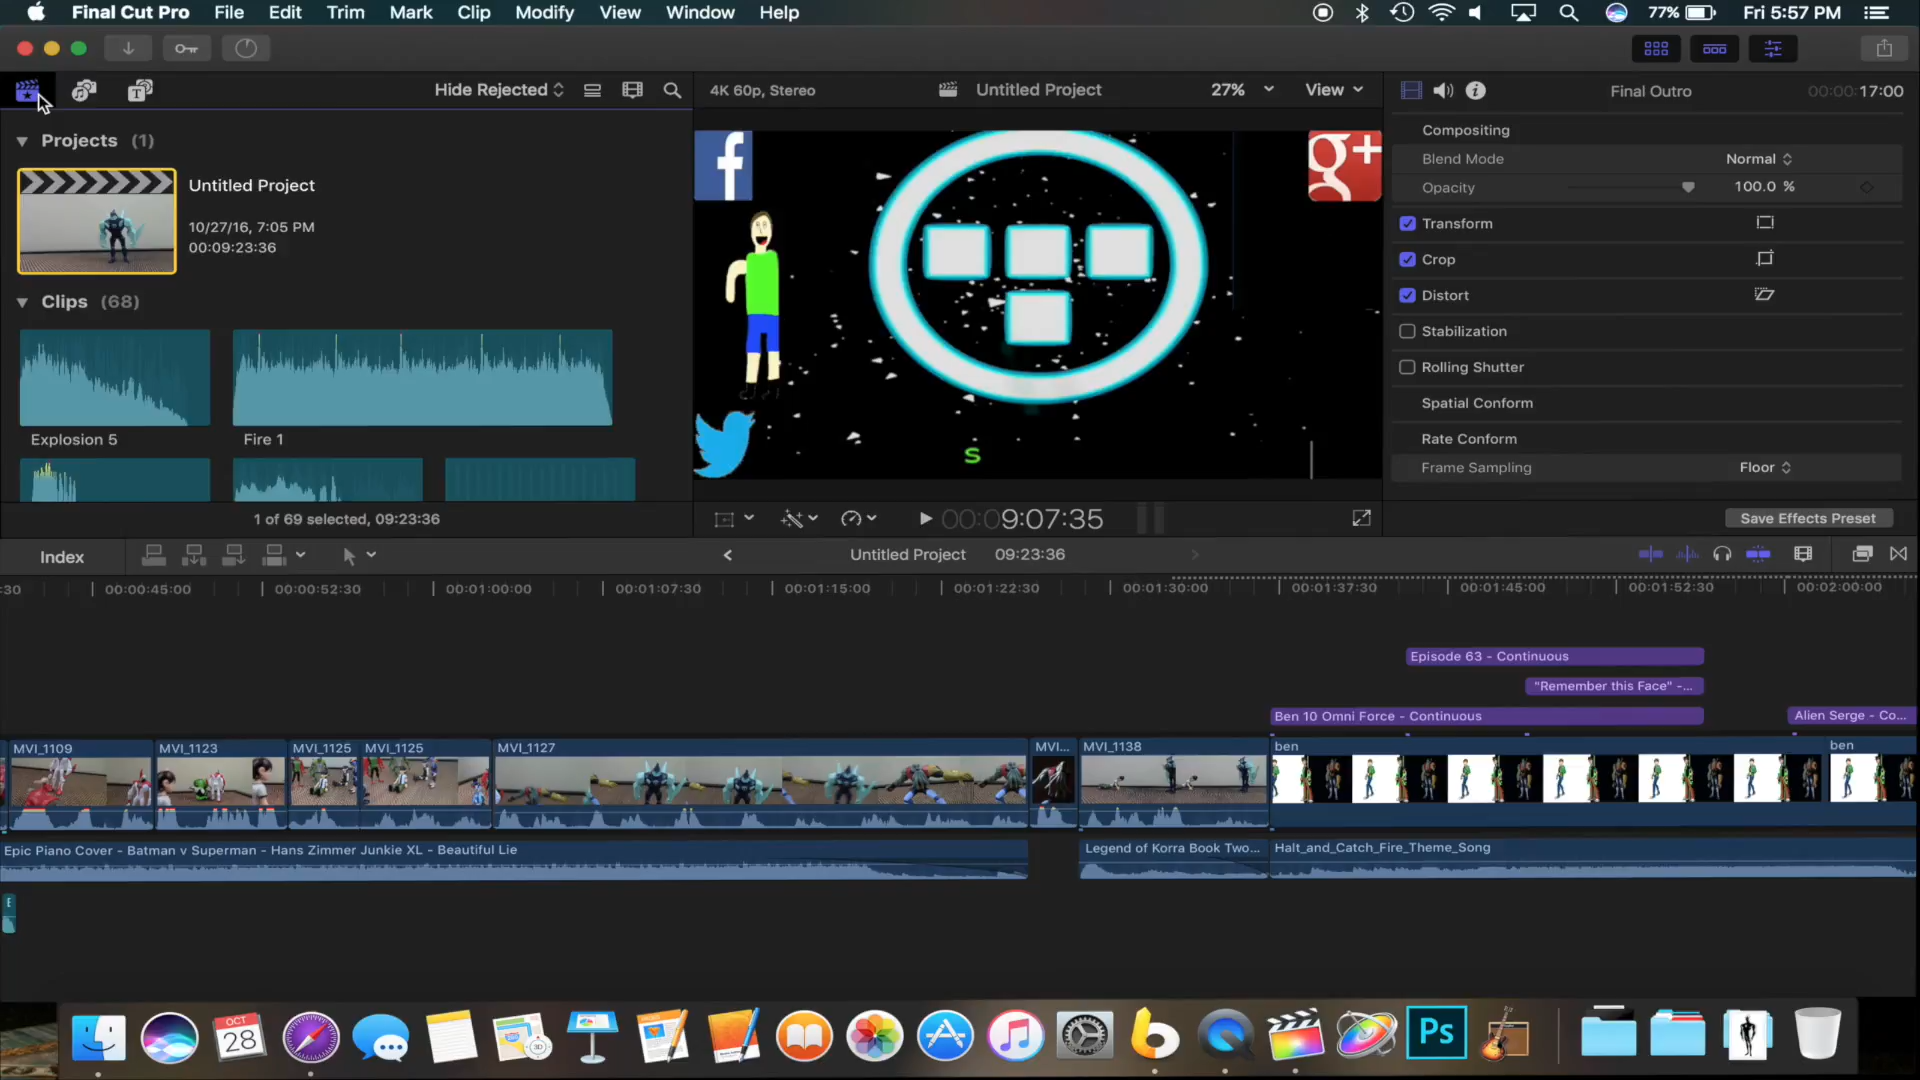 Final Cut Pro File Edit Trim Mark Clip Modify View Window Help 77% Fri 5:57 PM
Hide Rejected
4K 60p, Stereo Untitled Project 27% View
Final Outro 00:00:17:00
Projects (1)
Untitled Project
10/27/16, 7:05 PM
00:09:23:36
Clips (68)
Explosion 5 Fire 1
1 of 69 selected, 09:23:36
f
g+
S
00:09:07:35
Compositing
Blend Mode Normal
Opacity 100.0 %
Transform
Crop
Distort
Stabilization
Rolling Shutter
Spatial Conform
Rate Conform
Frame Sampling Floor
Save Effects Preset
Index Untitled Project 09:23:36
:30 00:00:45:00 00:00:52:30 00:01:00:00 00:01:07:30 00:01:15:00 00:01:22:30 00:01:30:00 00:01:37:30 00:01:45:00 00:01:52:30 00:02:00:00
Episode 63 - Continuous
"Remember this Face" -...
Ben 10 Omni Force - Continuous Alien Serge - Co...
MVI_1109 MVI_1123 MVI_1125 MVI_1125 MVI_1127 MVI... MVI_1138 ben ben
Epic Piano Cover - Batman v Superman - Hans Zimmer Junkie XL - Beautiful Lie Legend of Korra Book Two... Halt_and_Catch_Fire_Theme_Song
E
OCT
28
3D
Ps